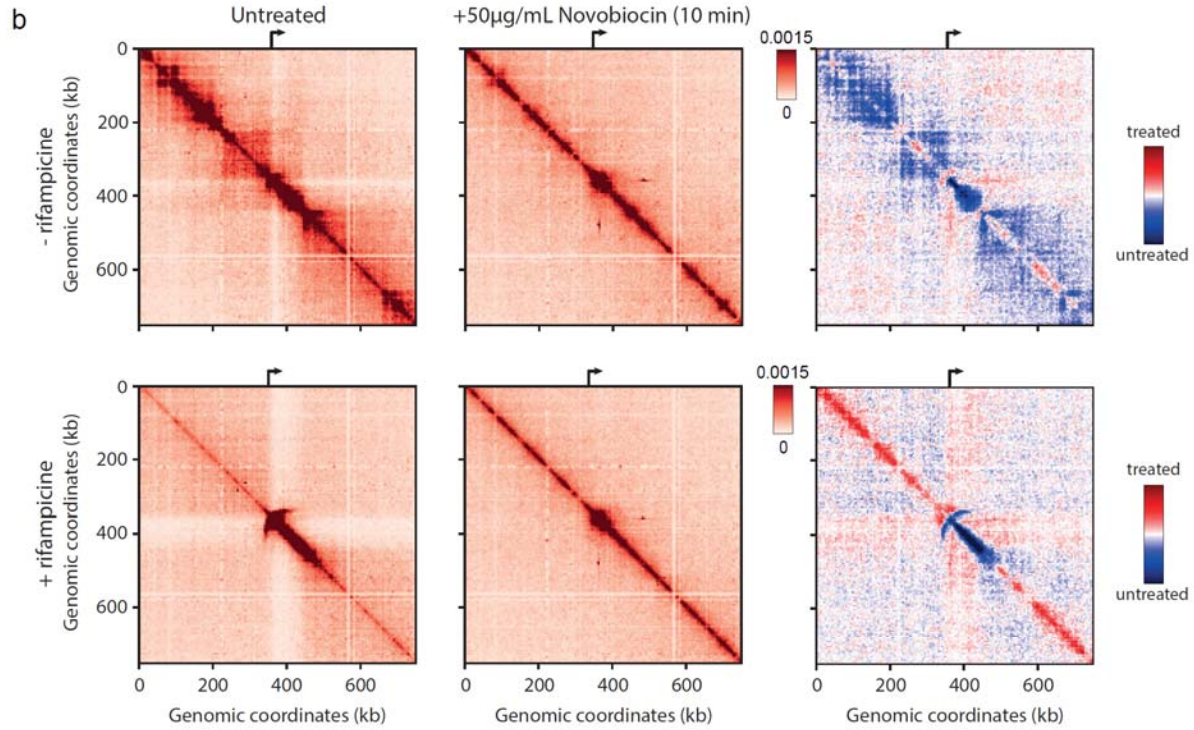 b
Untreated
+50µg/mL Novobiocin (10 min)
- rifampicine
Genomic coordinates (kb)
0
200
400
600
0.0015
0
treated
untreated
+ rifampicine
Genomic coordinates (kb)
0
200
400
600
0.0015
0
treated
untreated
0 200 400 600
0 200 400 600
0 200 400 600
Genomic coordinates (kb)
Genomic coordinates (kb)
Genomic coordinates (kb)